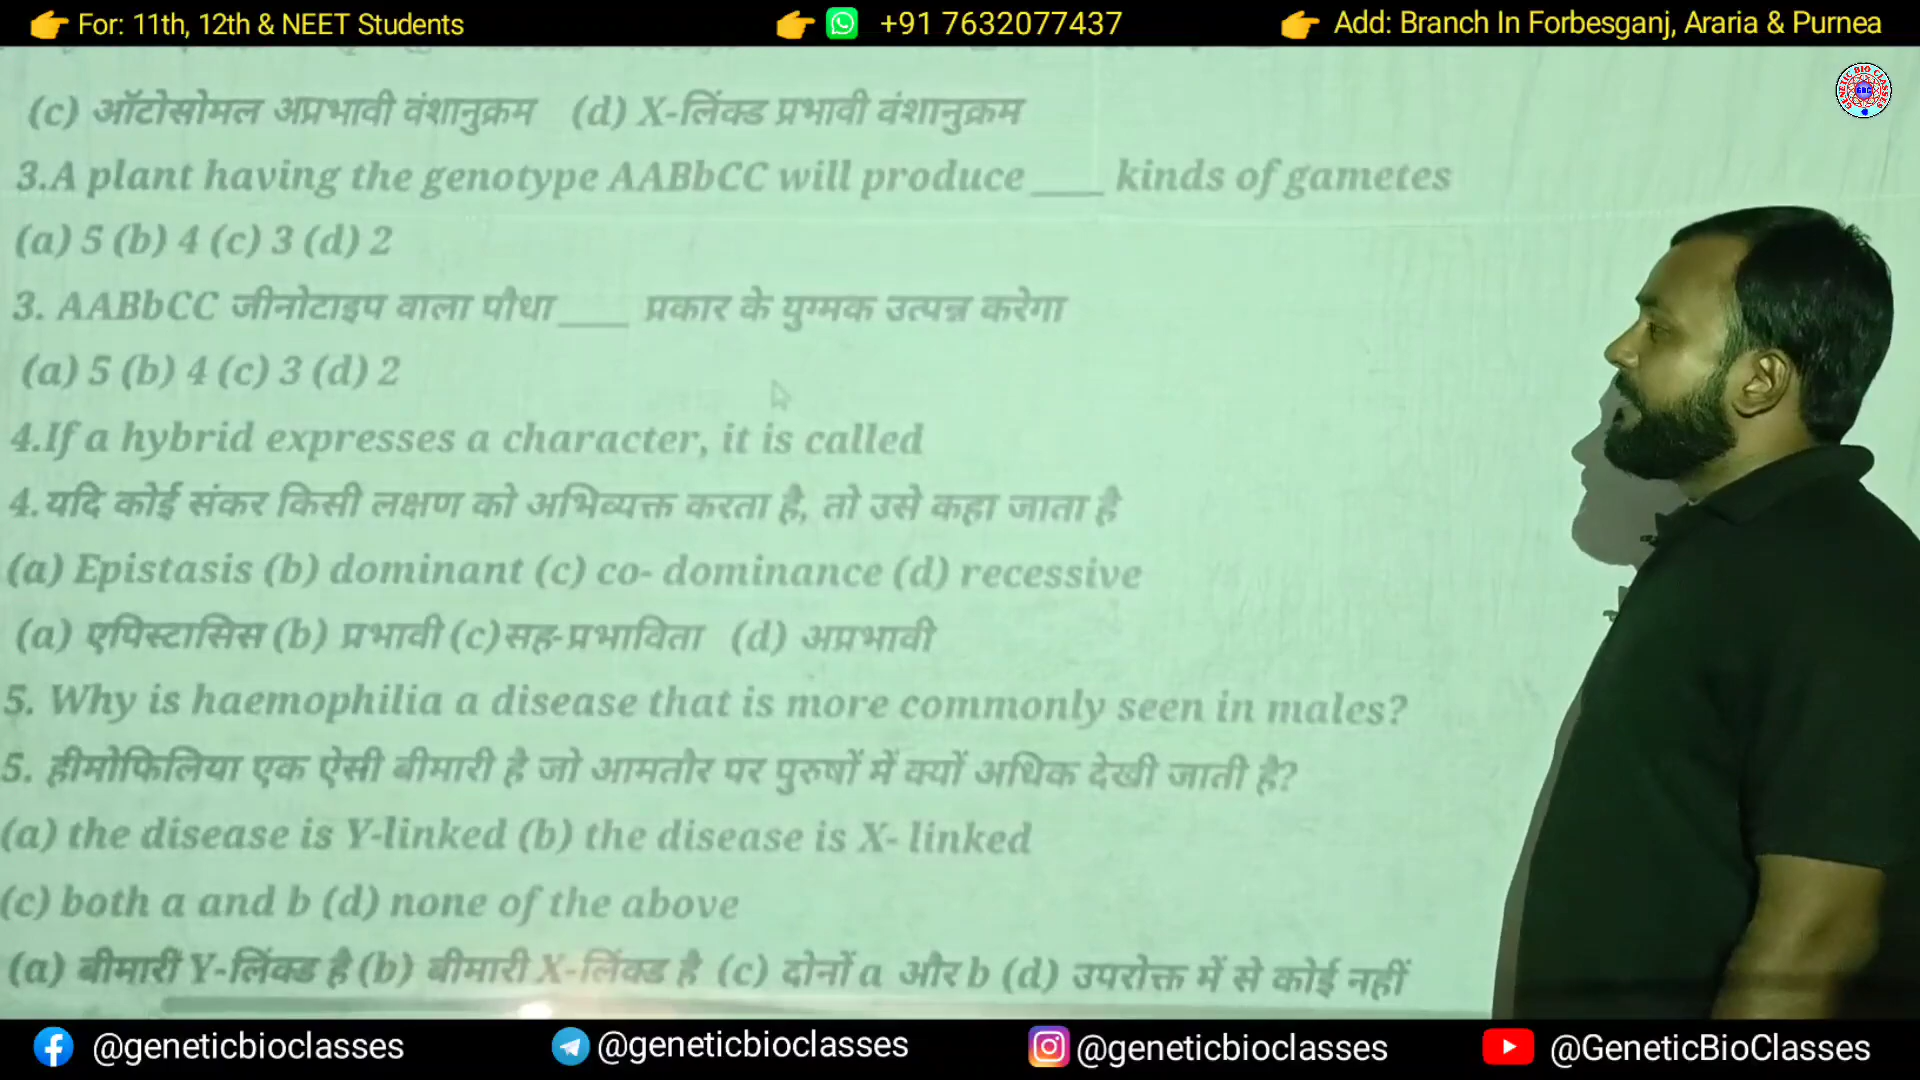 For: 11th, 12th & NEET Students
+91 7632077437
Add: Branch In Forbesganj, Araria & Purnea
GENETIC BIO CLASSES
GBC
(c) ऑटोसोमल अप्रभावी वंशानुक्रम (d) X-लिंक्ड प्रभावी वंशानुक्रम
3.A plant having the genotype AABbCC will produce ____ kinds of gametes
(a) 5 (b) 4 (c) 3 (d) 2
3. AABbCC जीनोटाइप वाला पौधा____ प्रकार के युग्मक उत्पन्न करेगा
(a) 5 (b) 4 (c) 3 (d) 2
4.If a hybrid expresses a character, it is called
4.यदि कोई संकर किसी लक्षण को अभिव्यक्त करता है, तो उसे कहा जाता है
(a) Epistasis (b) dominant (c) co- dominance (d) recessive
(a) एपिस्टासिस (b) प्रभावी (c)सह-प्रभाविता (d) अप्रभावी
5. Why is haemophilia a disease that is more commonly seen in males?
5. हीमोफिलिया एक ऐसी बीमारी है जो आमतौर पर पुरुषों में क्यों अधिक देखी जाती है?
(a) the disease is Y-linked (b) the disease is X- linked
(c) both a and b (d) none of the above
(a) बीमारी Y-लिंक्ड है (b) बीमारी X-लिंक्ड है (c) दोनों a और b (d) उपरोक्त में से कोई नहीं
@geneticbioclasses
@geneticbioclasses
@geneticbioclasses
@GeneticBioClasses